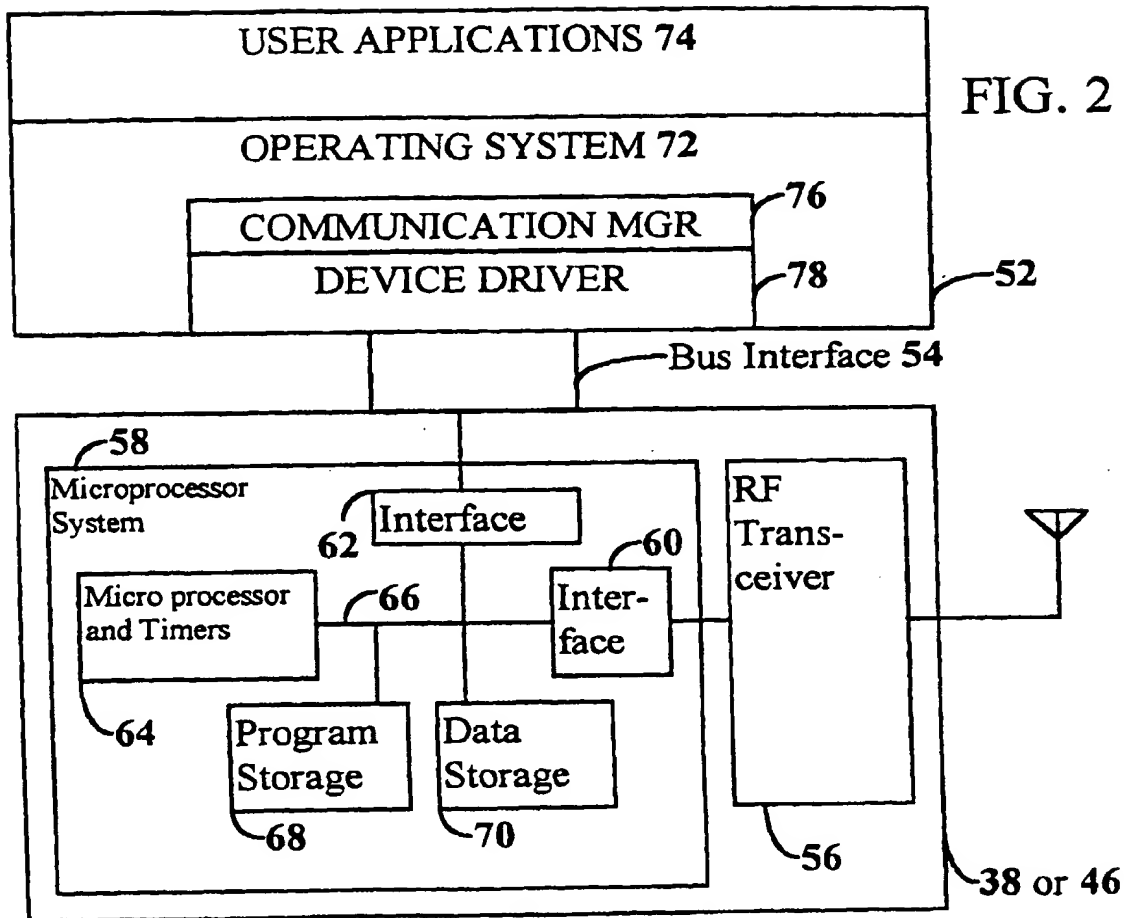 USER APPLICATIONS 74
FIG. 2
OPERATING SYSTEM 72
76
COMMUNICATION MGR
DEVICE DRIVER
78
52
Bus Interface 54
58
Microprocessor
System
62
Interface
60
RF
Trans-
ceiver
Micro processor
and Timers
66
Inter-
face
64
Program
Storage
68
Data
Storage
70
56
38 or 46